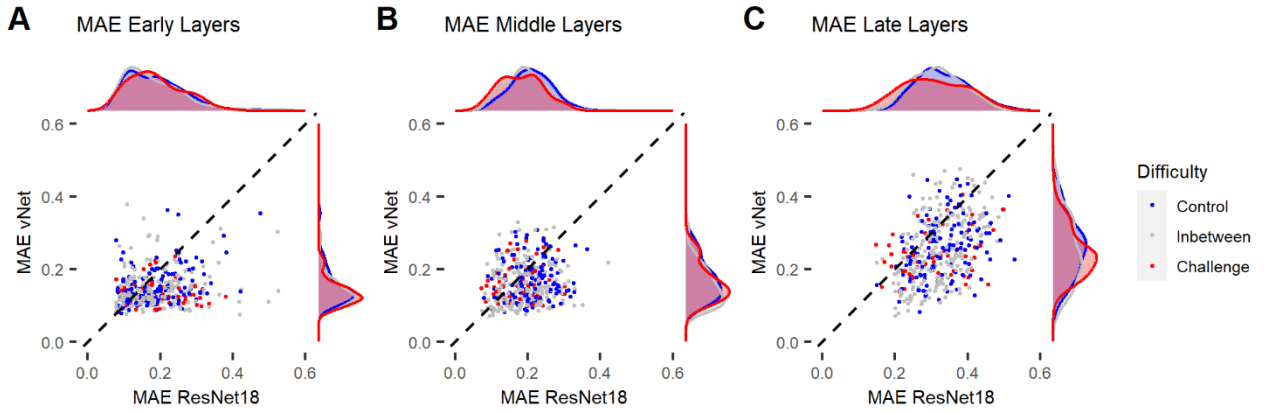 A
MAE Early Layers
0.6
0.4
0.2
0.0
MAE vNet
0.0 0.2 0.4 0.6
MAE ResNet18
B
MAE Middle Layers
0.6
0.4
0.2
0.0
MAE vNet
0.0 0.2 0.4 0.6
MAE ResNet18
C
MAE Late Layers
0.6
0.4
0.2
0.0
MAE vNet
0.0 0.2 0.4 0.6
MAE ResNet18
Difficulty
Control
Inbetween
Challenge